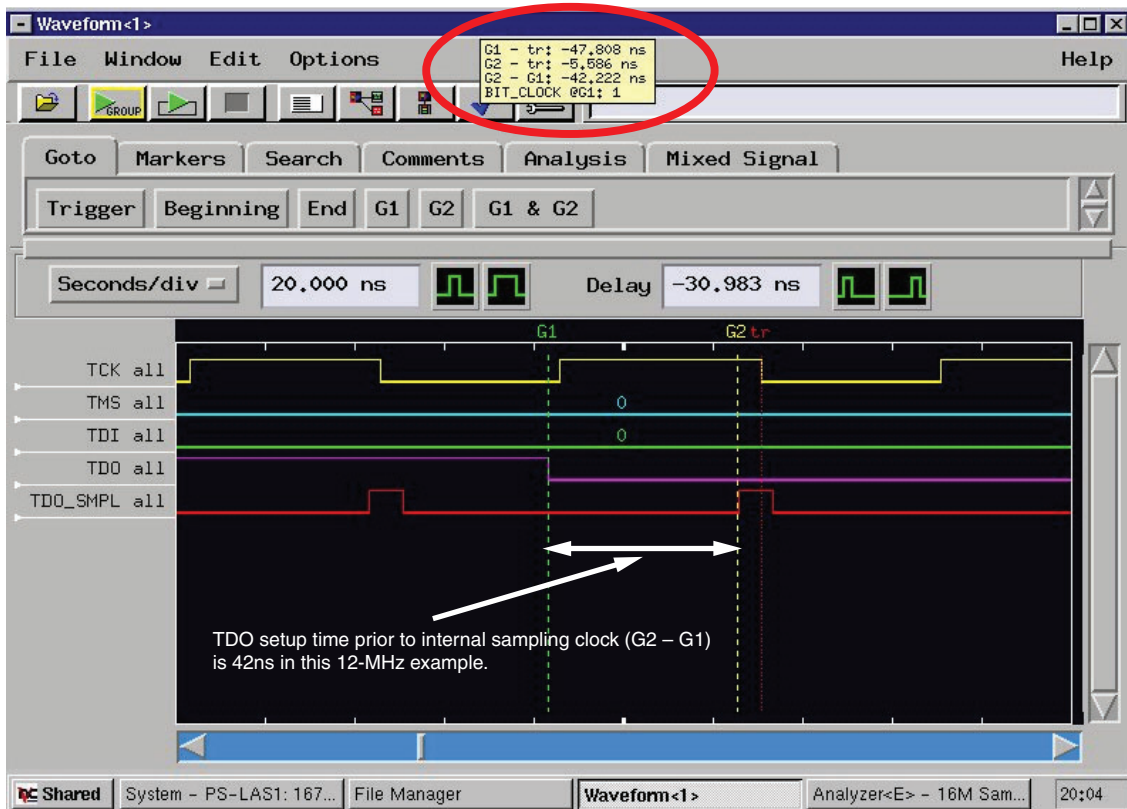 Waveform<1>
File Window Edit Options Help
G1 - tr: -47.808 ns
G2 - tr: -5.586 ns
G2 - G1: -42.222 ns
BIT_CLOCK @G1: 1
GROUP
Goto Markers Search Comments Analysis Mixed Signal
Trigger Beginning End G1 G2 G1 & G2
Seconds/div 20.000 ns Delay -30.983 ns
G1 G2 tr
TCK all
TMS all 0
TDI all 0
TDO all
TDO_SMPL all
TDO setup time prior to internal sampling clock (G2 – G1)
is 42ns in this 12-MHz example.
Shared System - PS-LAS1: 167... File Manager Waveform<1> Analyzer<E> - 16M Sam... 20:04